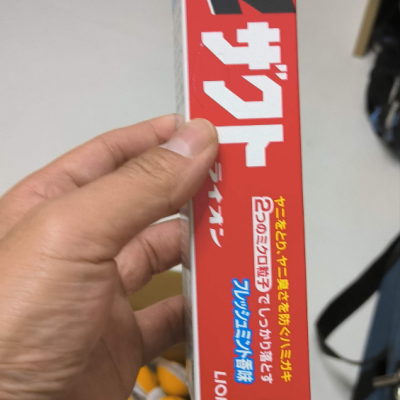 ザクト
ライオン
ヤニをとり、ヤニ臭さを防ぐハミガキ
2つのミクロ粒子でしっかり落とす
フレッシュミント香味